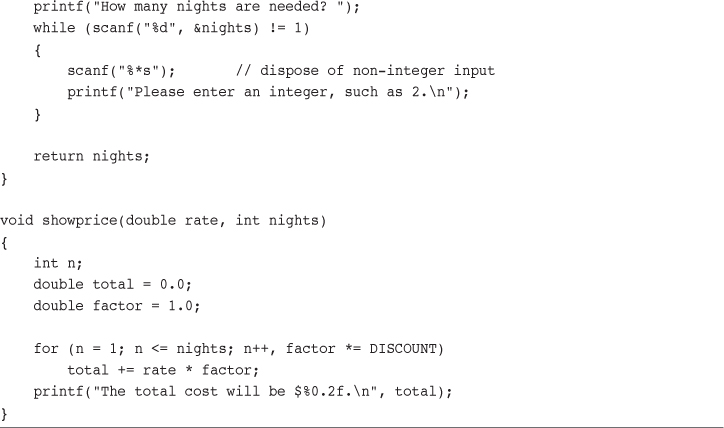 printf("How many nights are needed? ");
    while (scanf("%d", &nights) != 1)
    {
        scanf("%*s");       // dispose of non-integer input
        printf("Please enter an integer, such as 2.\n");
    }

    return nights;
}

void showprice(double rate, int nights)
{
    int n;
    double total = 0.0;
    double factor = 1.0;

    for (n = 1; n <= nights; n++, factor *= DISCOUNT)
        total += rate * factor;
    printf("The total cost will be $%0.2f.\n", total);
}